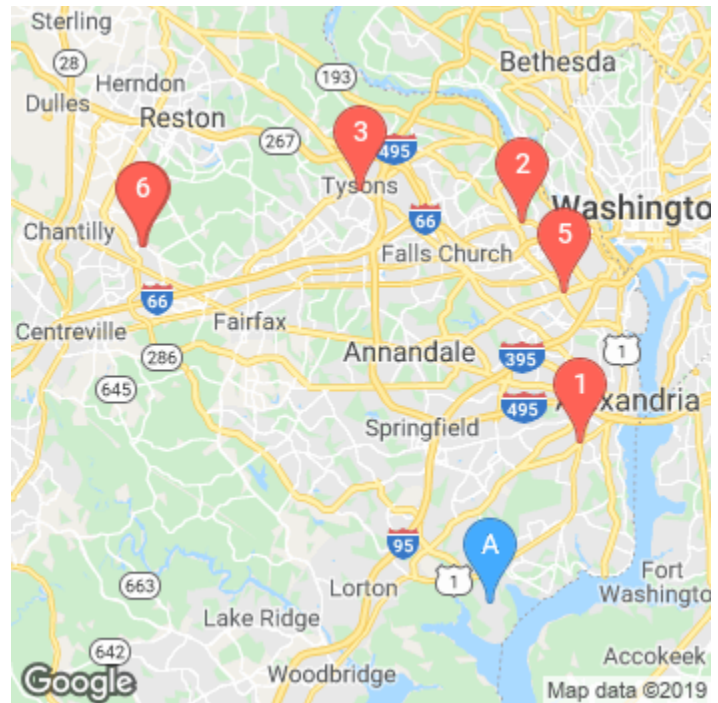 Sterling
28
193
Bethesda
Herndon
Dulles
Reston
267
3
495
2
6
Tysons
Washington
Chantilly
66
5
Falls Church
66
Centreville
Fairfax
286
Annandale
395
1
645
1
495
Alexandria
Springfield
95
A
663
Lorton
1
Fort
Washington
Lake Ridge
642
Woodbridge
Accokeek
Google
Map data ©2019